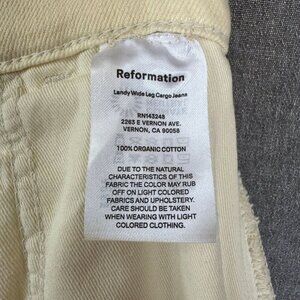 Reformation
Landy Wide Leg Cargo Jeans
RN143248
2263 E VERNON AVE.
VERNON, CA 90058
100% ORGANIC COTTON
DUE TO THE NATURAL
CHARACTERISTICS OF THIS
FABRIC THE COLOR MAY RUB
OFF ON LIGHT COLORED
FABRICS AND UPHOLSTERY.
CARE SHOULD BE TAKEN
WHEN WEARING WITH LIGHT
COLORED CLOTHING.